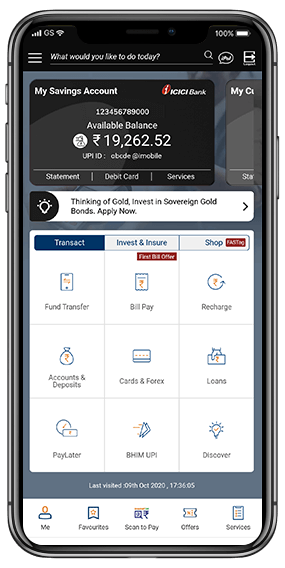 GS 100%
What would you like to do today?
My Savings Account ICICI Bank My Cu
123456789000
Available Balance
₹ 19,262.52
UPI ID : abcde @imobile
Statement | Debit Card | Services Sta
Thinking of Gold, Invest in Sovereign Gold
Bonds. Apply Now.
Transact Invest & Insure Shop FASTag
First Bill Offer
Fund Transfer Bill Pay Recharge
Accounts & Cards & Forex Loans
Deposits
PayLater BHIM UPI Discover
Last visited :09th Oct 2020 , 17:36:05
Me Favourites Scan to Pay Offers Services